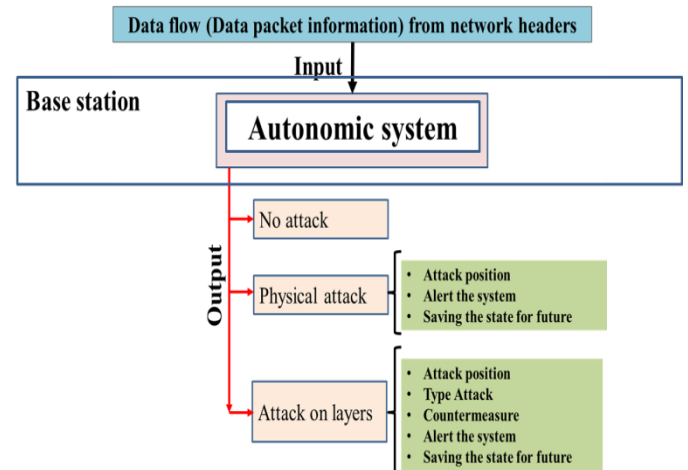 Data flow (Data packet information) from network headers
Input
Base station
Autonomic system
Output
No attack
Physical attack
• Attack position
• Alert the system
• Saving the state for future
Attack on layers
• Attack position
• Type Attack
• Countermeasure
• Alert the system
• Saving the state for future